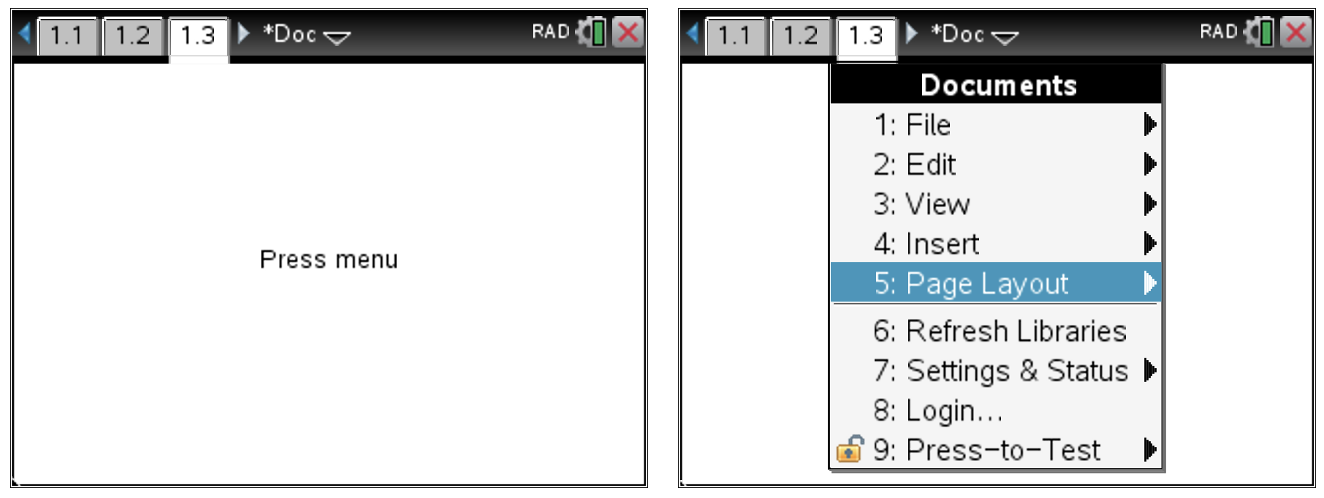 1.1 1.2 1.3 *Doc RAD
Press menu
1.1 1.2 1.3 *Doc RAD
Documents
1: File
2: Edit
3: View
4: Insert
5: Page Layout
6: Refresh Libraries
7: Settings & Status
8: Login...
9: Press-to-Test